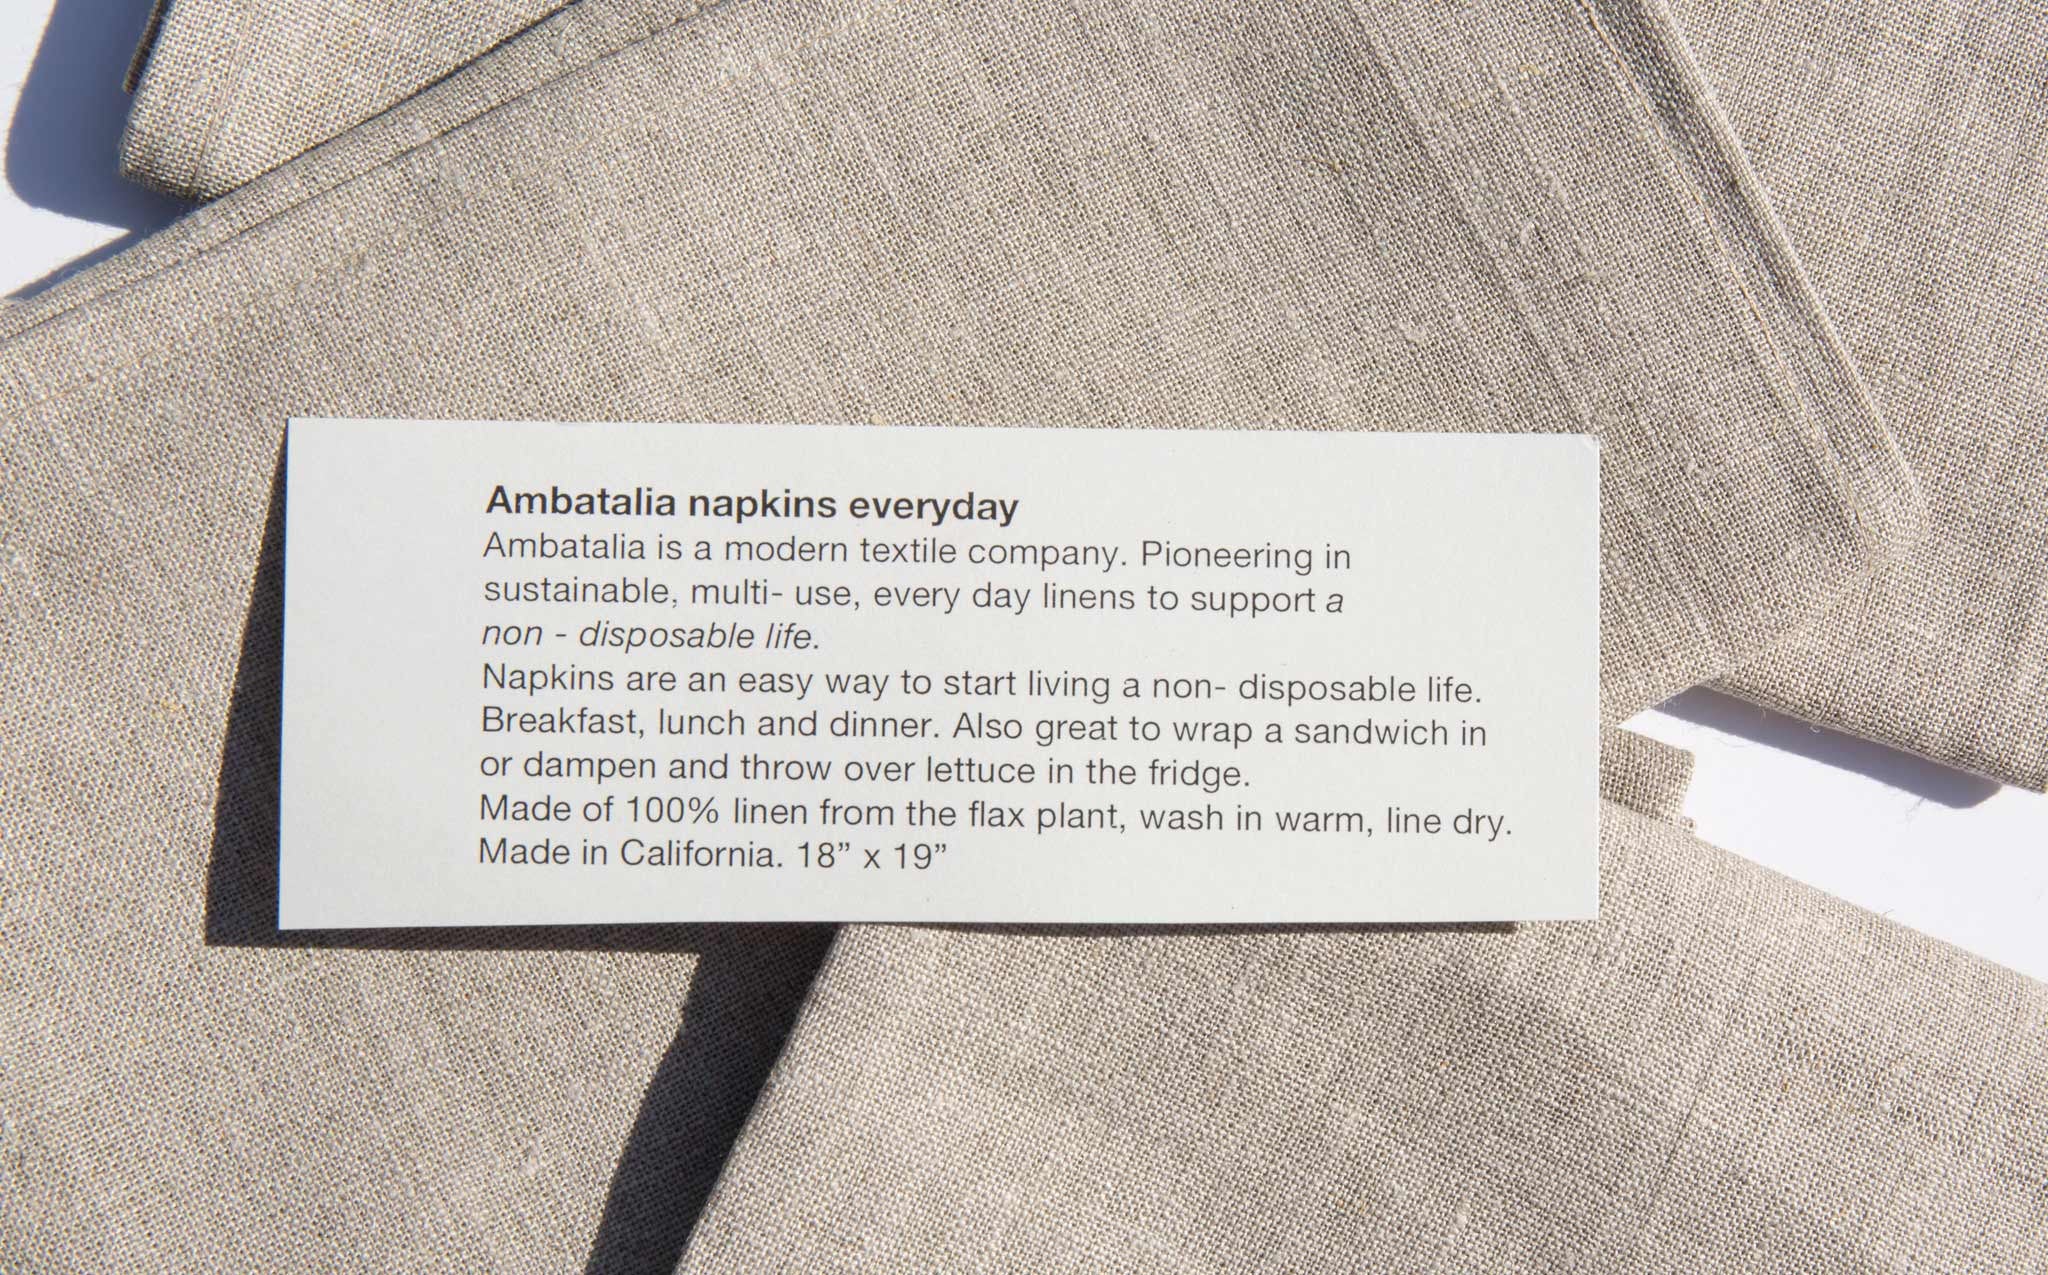 Ambatalia napkins everyday
Ambatalia is a modern textile company. Pioneering in
sustainable, multi- use, every day linens to support a
non - disposable life.
Napkins are an easy way to start living a non- disposable life.
Breakfast, lunch and dinner. Also great to wrap a sandwich in
or dampen and throw over lettuce in the fridge.
Made of 100% linen from the flax plant, wash in warm, line dry.
Made in California. 18” x 19”